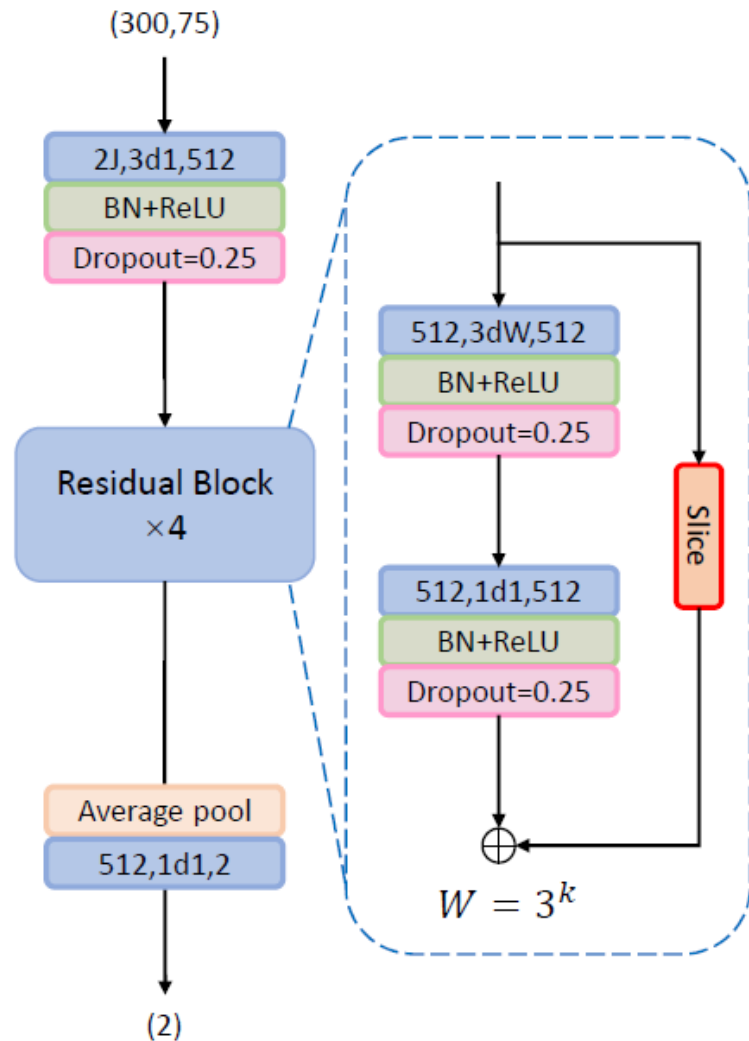 (300,75)
2J,3d1,512
BN+ReLU
Dropout=0.25
Residual Block
×4
Average pool
512,1d1,2
(2)
512,3dW,512
BN+ReLU
Dropout=0.25
Slice
512,1d1,512
BN+ReLU
Dropout=0.25
W = 3^k